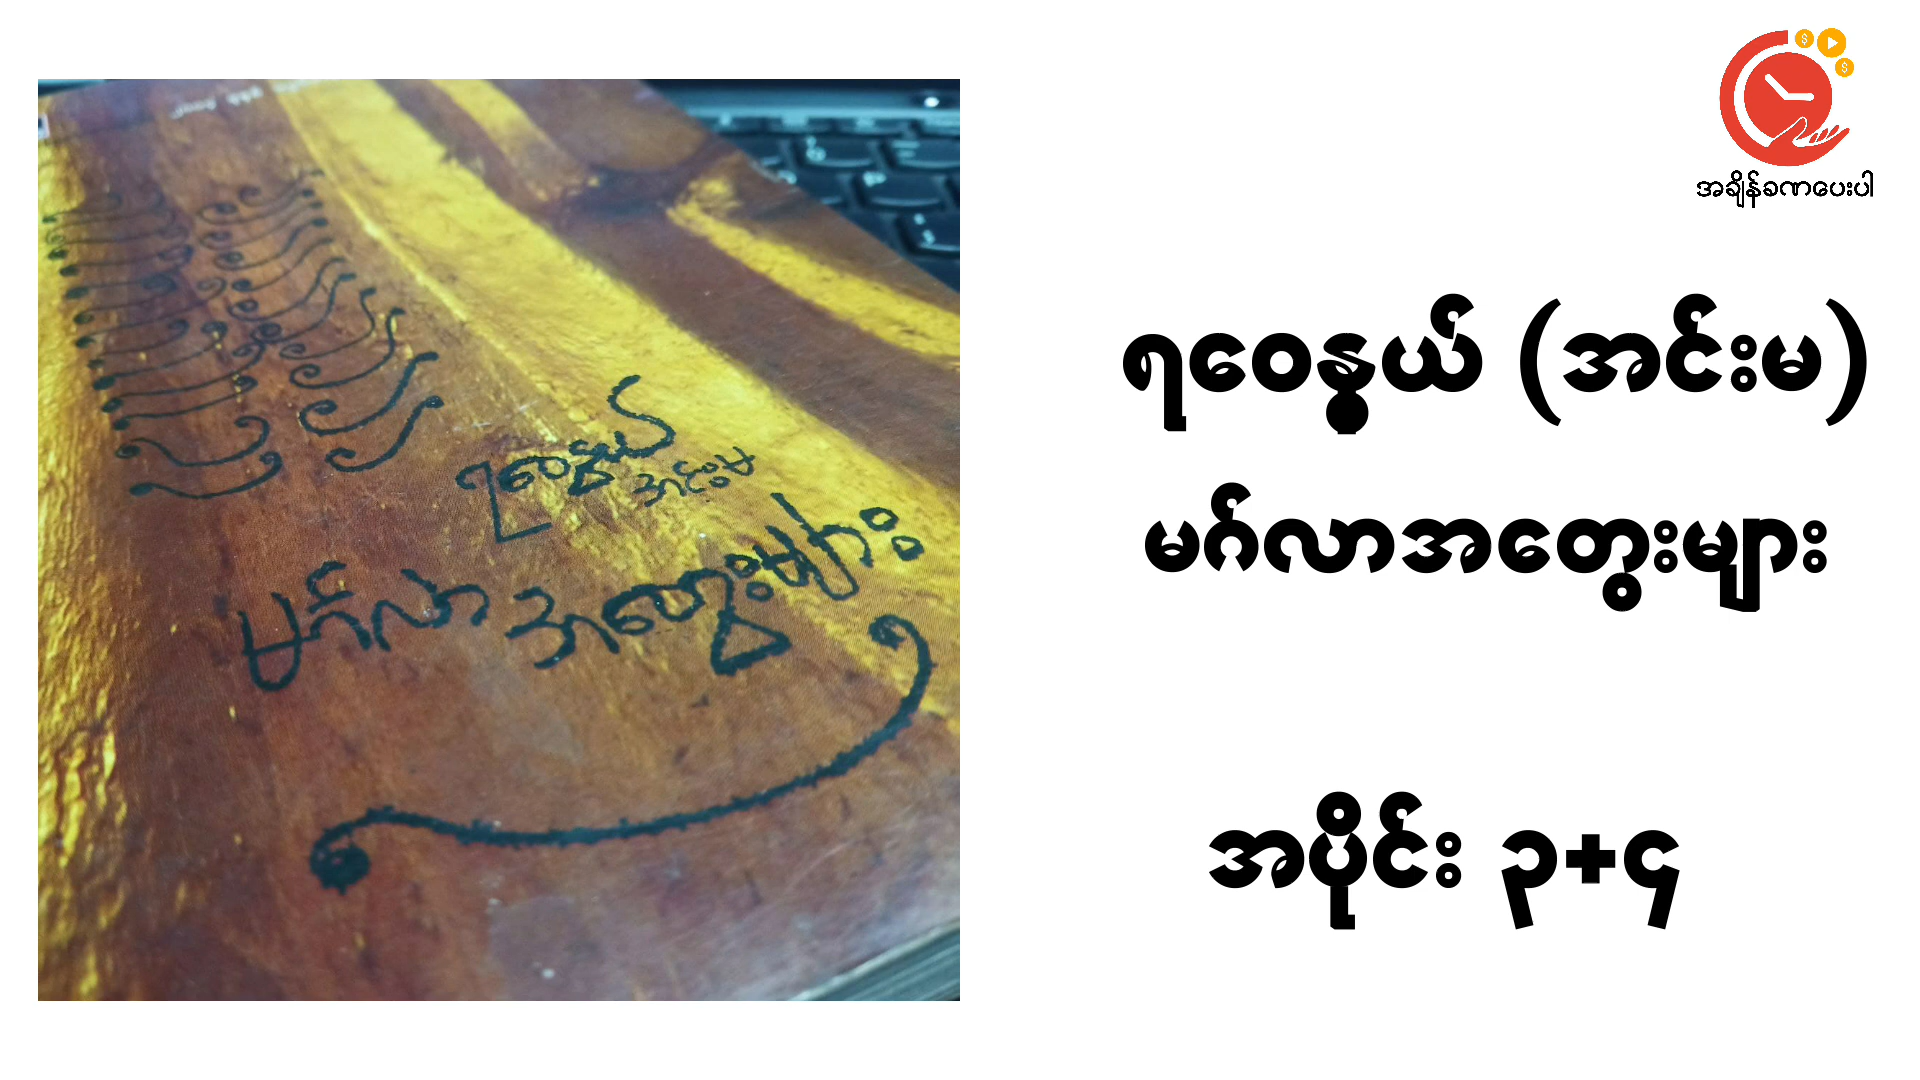 အချိန်ခဏပေးပါ
ရဝေနွယ် (အင်းမ)
မဂ်လာအတွေးများ
အပိုင်း ၃+၄
ရဝေနွယ်
အင်းမ
မဂ်လာ အတွေးများ